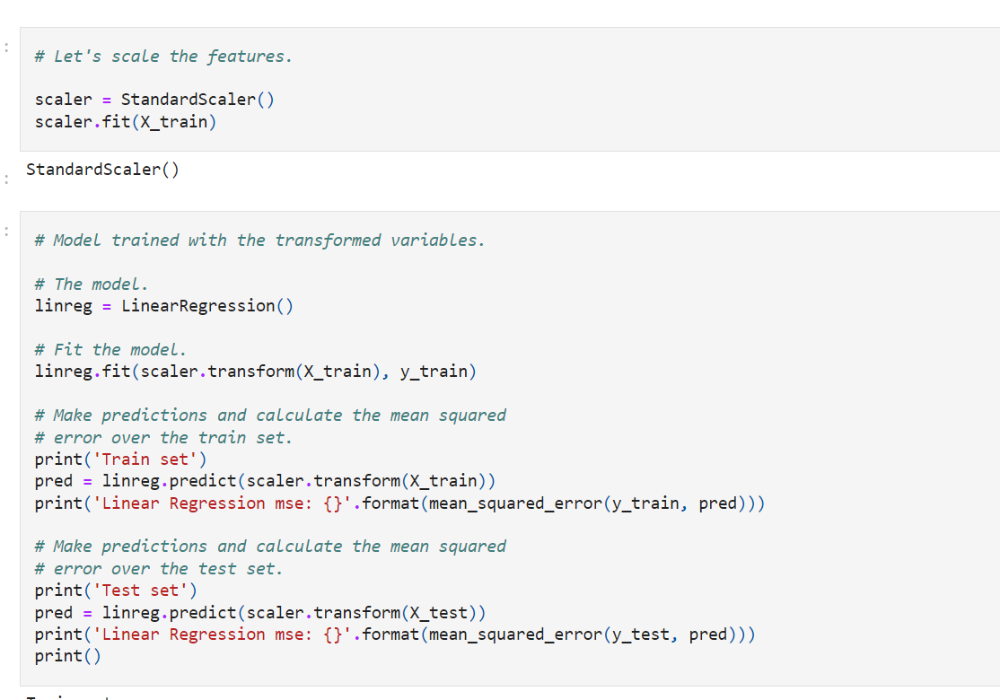 # Let's scale the features.
scaler = StandardScaler()
scaler.fit(X_train)
StandardScaler()
# Model trained with the transformed variables.
# The model.
linreg = LinearRegression()
# Fit the model.
linreg.fit(scaler.transform(X_train), y_train)
# Make predictions and calculate the mean squared
# error over the train set.
print('Train set')
pred = linreg.predict(scaler.transform(X_train))
print('Linear Regression mse: {}'.format(mean_squared_error(y_train, pred)))
# Make predictions and calculate the mean squared
# error over the test set.
print('Test set')
pred = linreg.predict(scaler.transform(X_test))
print('Linear Regression mse: {}'.format(mean_squared_error(y_test, pred)))
print()